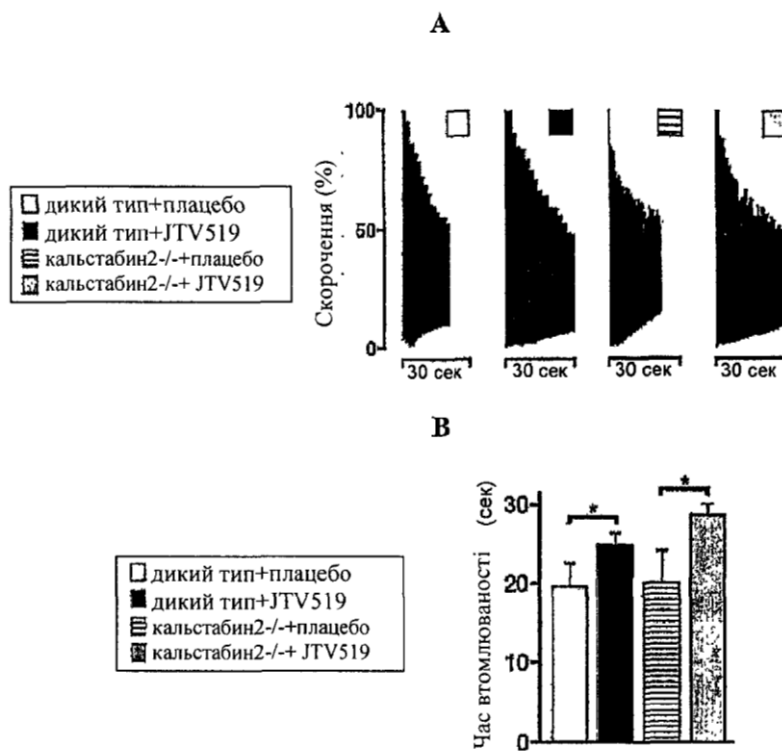 A
100
50
0
Скорочення (%)
30 сек
30 сек
30 сек
30 сек
дикий тип+плацебо
дикий тип+JTV519
кальстабин2-/-+плацебо
кальстабин2-/-+ JTV519
B
Час втомлюваності (сек)
30
20
10
0
*
*
дикий тип+плацебо
дикий тип+JTV519
кальстабин2-/-+плацебо
кальстабин2-/-+ JTV519